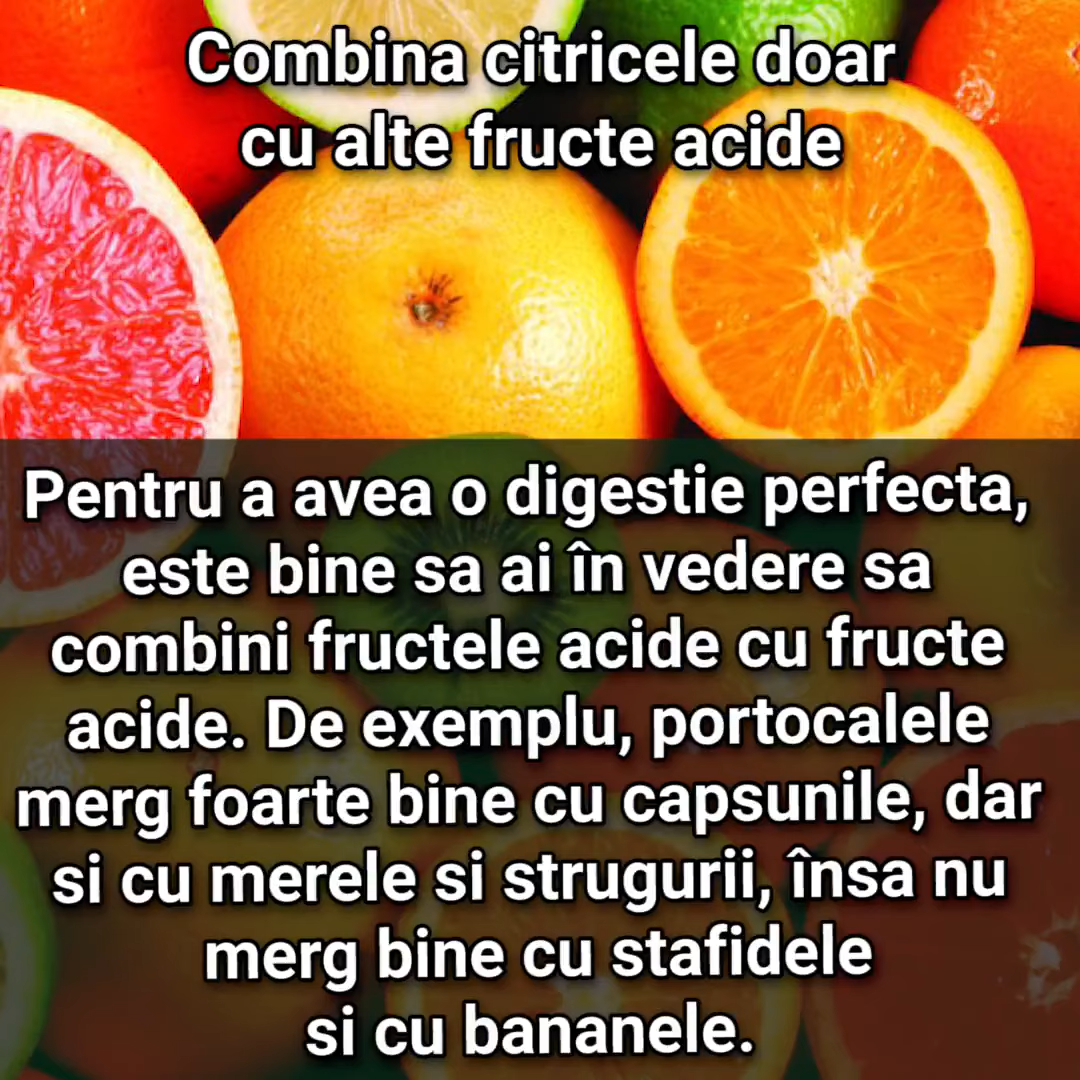 Combina citricele doar
cu alte fructe acide
Pentru a avea o digestie perfecta,
este bine sa ai în vedere sa
combini fructele acide cu fructe
acide. De exemplu, portocalele
merg foarte bine cu capsunile, dar
si cu merele si strugurii, însa nu
merg bine cu stafidele
si cu bananele.